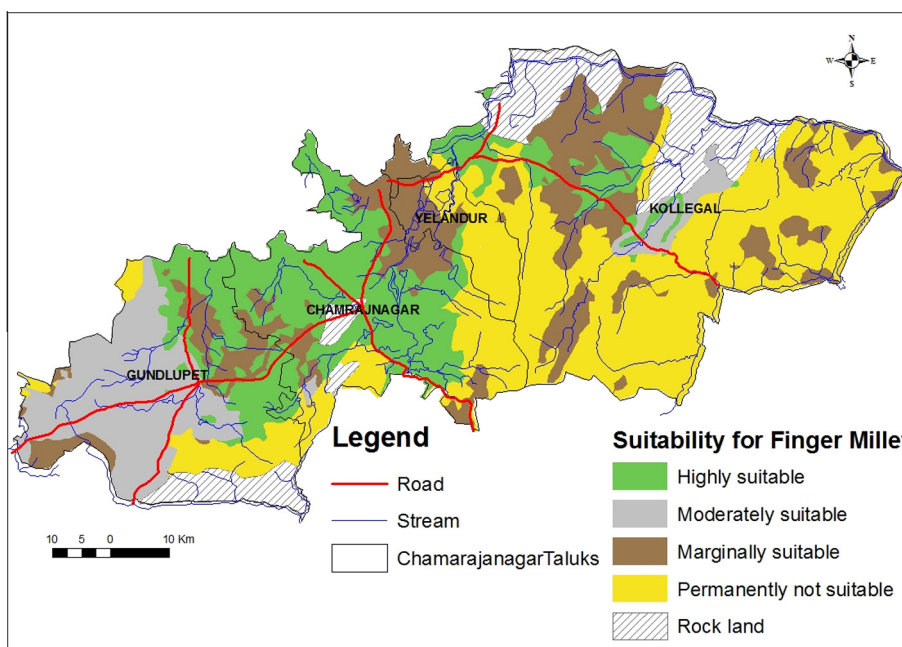 N
W E
S
YELANDUR
KOLLEGAL
CHAMRAJNAGAR
GUNDLUPET
Legend
Road
Stream
ChamarajanagarTaluks
10 5 0 10 Km
Suitability for Finger Mille
Highly suitable
Moderately suitable
Marginally suitable
Permanently not suitable
Rock land